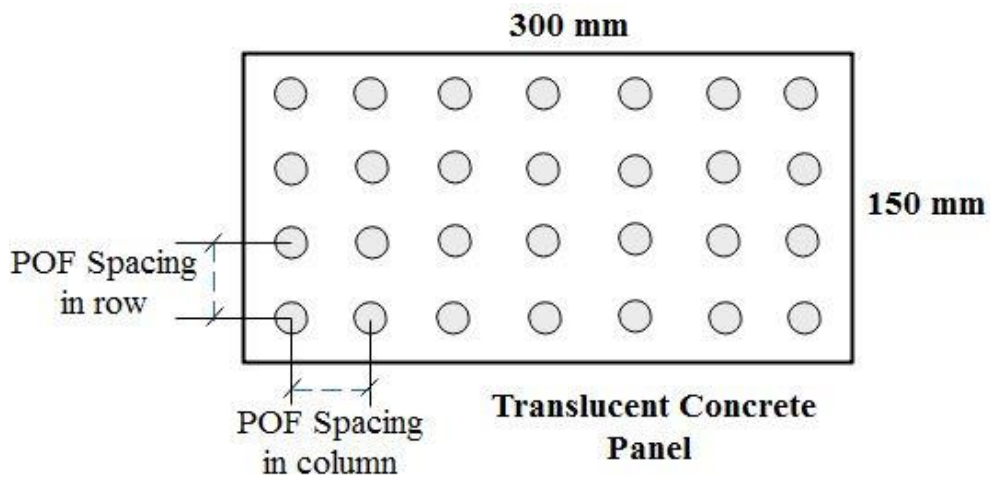 300 mm
150 mm
POF Spacing
in row
POF Spacing
in column
Translucent Concrete
Panel